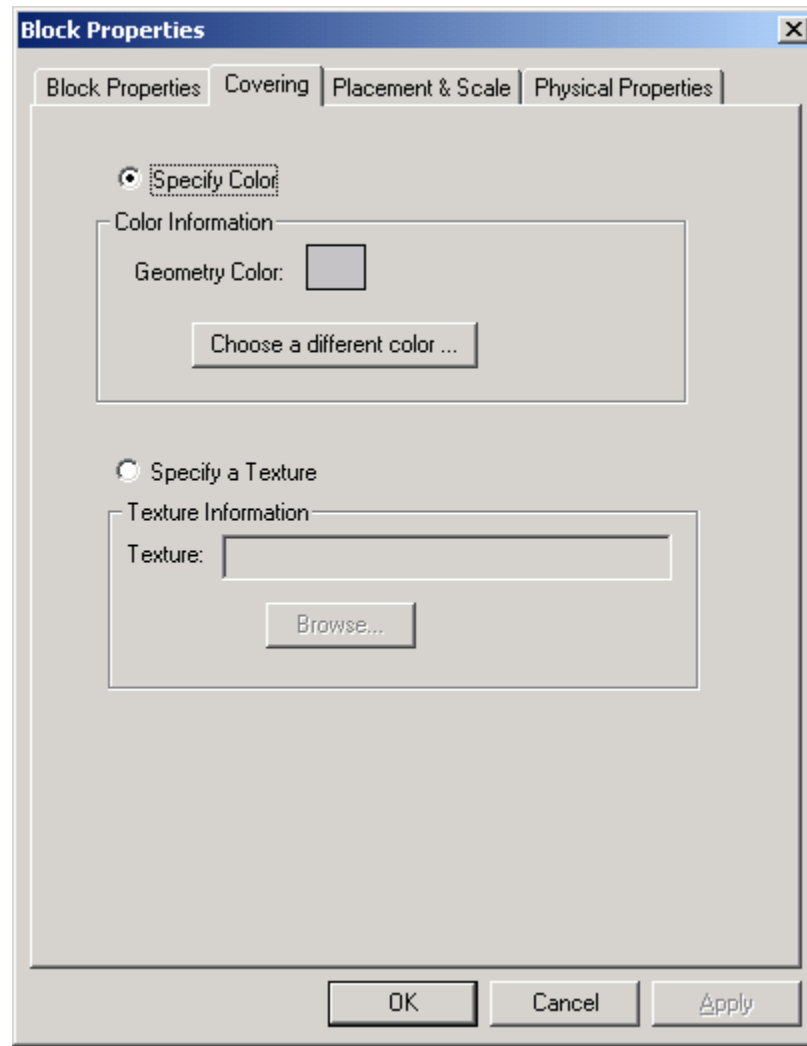 Block Properties
Block Properties Covering Placement & Scale Physical Properties
Specify Color
Color Information
Geometry Color:
Choose a different color ...
Specify a Texture
Texture Information
Texture:
Browse...
OK Cancel Apply